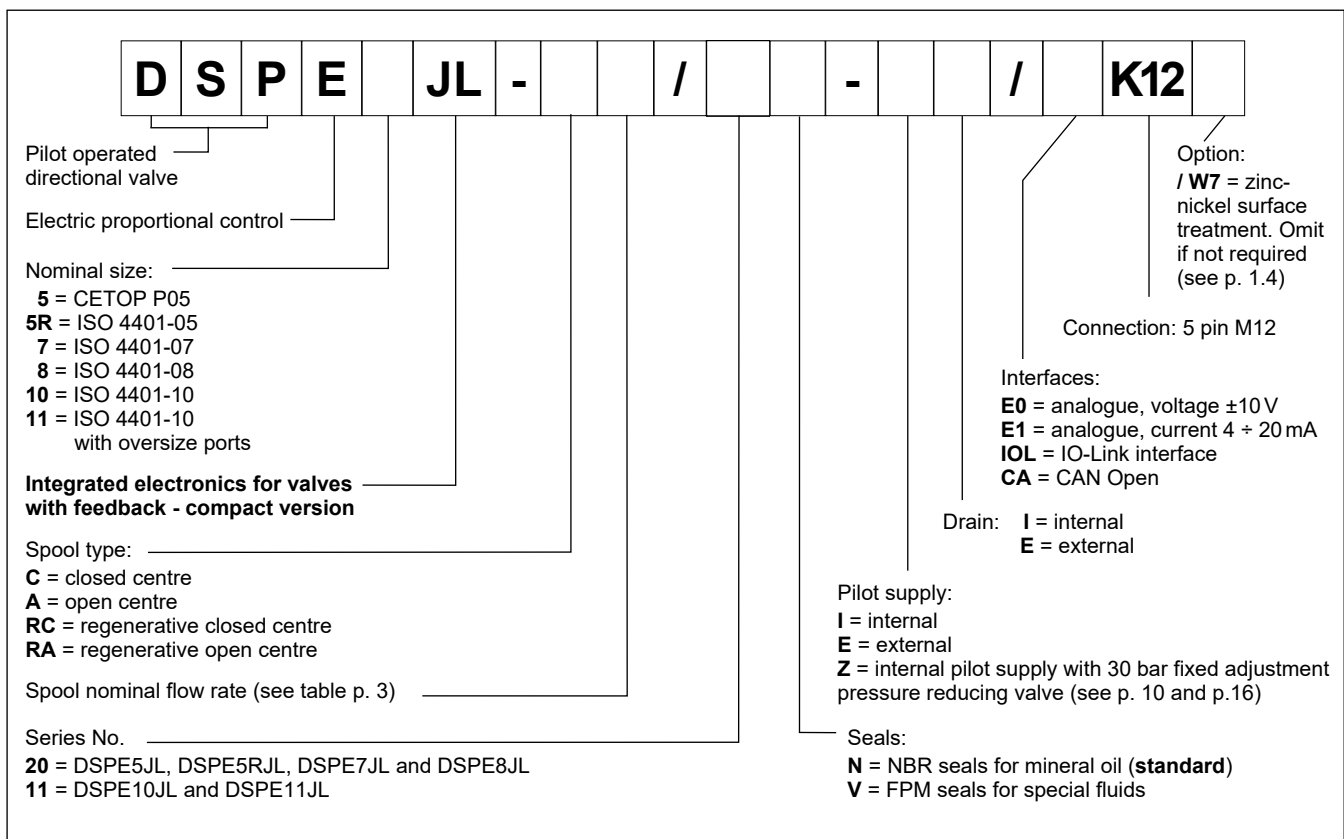 D S P E JL - / - / K12
Pilot operated
directional valve
Electric proportional control
Nominal size:
5 = CETOP P05
5R = ISO 4401-05
7 = ISO 4401-07
8 = ISO 4401-08
10 = ISO 4401-10
11 = ISO 4401-10
with oversize ports
Integrated electronics for valves
with feedback - compact version
Spool type:
C = closed centre
A = open centre
RC = regenerative closed centre
RA = regenerative open centre
Spool nominal flow rate (see table p. 3)
Series No.
20 = DSPE5JL, DSPE5RJL, DSPE7JL and DSPE8JL
11 = DSPE10JL and DSPE11JL
Option:
/ W7 = zinc-
nickel surface
treatment. Omit
if not required
(see p. 1.4)
Connection: 5 pin M12
Interfaces:
E0 = analogue, voltage ±10 V
E1 = analogue, current 4 ÷ 20 mA
IOL = IO-Link interface
CA = CAN Open
Drain: I = internal
E = external
Pilot supply:
I = internal
E = external
Z = internal pilot supply with 30 bar fixed adjustment
pressure reducing valve (see p. 10 and p.16)
Seals:
N = NBR seals for mineral oil (standard)
V = FPM seals for special fluids